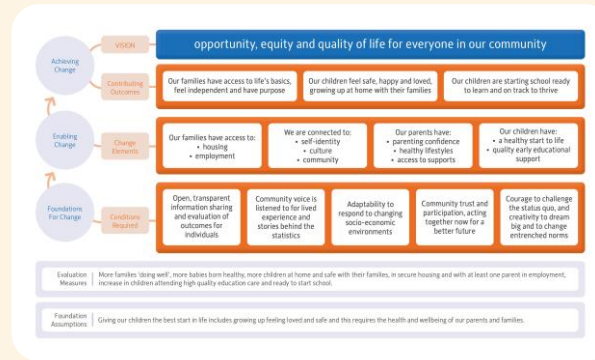 VISION
opportunity, equity and quality of life for everyone in our community
Achieving
Change
Contributing
Outcomes
Our families have access to life's basics,
feel independent and have purpose
Our children feel safe, happy and loved,
growing up at home with their families
Our children are starting school ready
to learn and on track to thrive
Enabling
Change
Change
Elements
Our families have access to:
• housing
• employment
We are connected to:
• self-identity
• culture
• community
Our parents have:
• parenting confidence
• healthy lifestyles
• access to supports
Our children have:
• a healthy start to life
• quality early educational
support
Foundations
For Change
Conditions
Required
Open, transparent
information sharing
and evaluation of
outcomes for
individuals
Community voice is
listened to for lived
experience and
stories behind the
statistics
Adaptability to
respond to changing
socio-economic
environments
Community trust and
participation, acting
together now for a
better future
Courage to challenge
the status quo, and
creativity to dream
big and to change
entrenched norms
Evaluation
Measures
More families 'doing well', more babies born healthy, more children at home and safe with their families, in secure housing and with at least one parent in employment,
increase in children attending high quality education care and ready to start school.
Foundation
Assumptions
Giving our children the best start in life includes growing up feeling loved and safe and this requires the health and wellbeing of our parents and families.